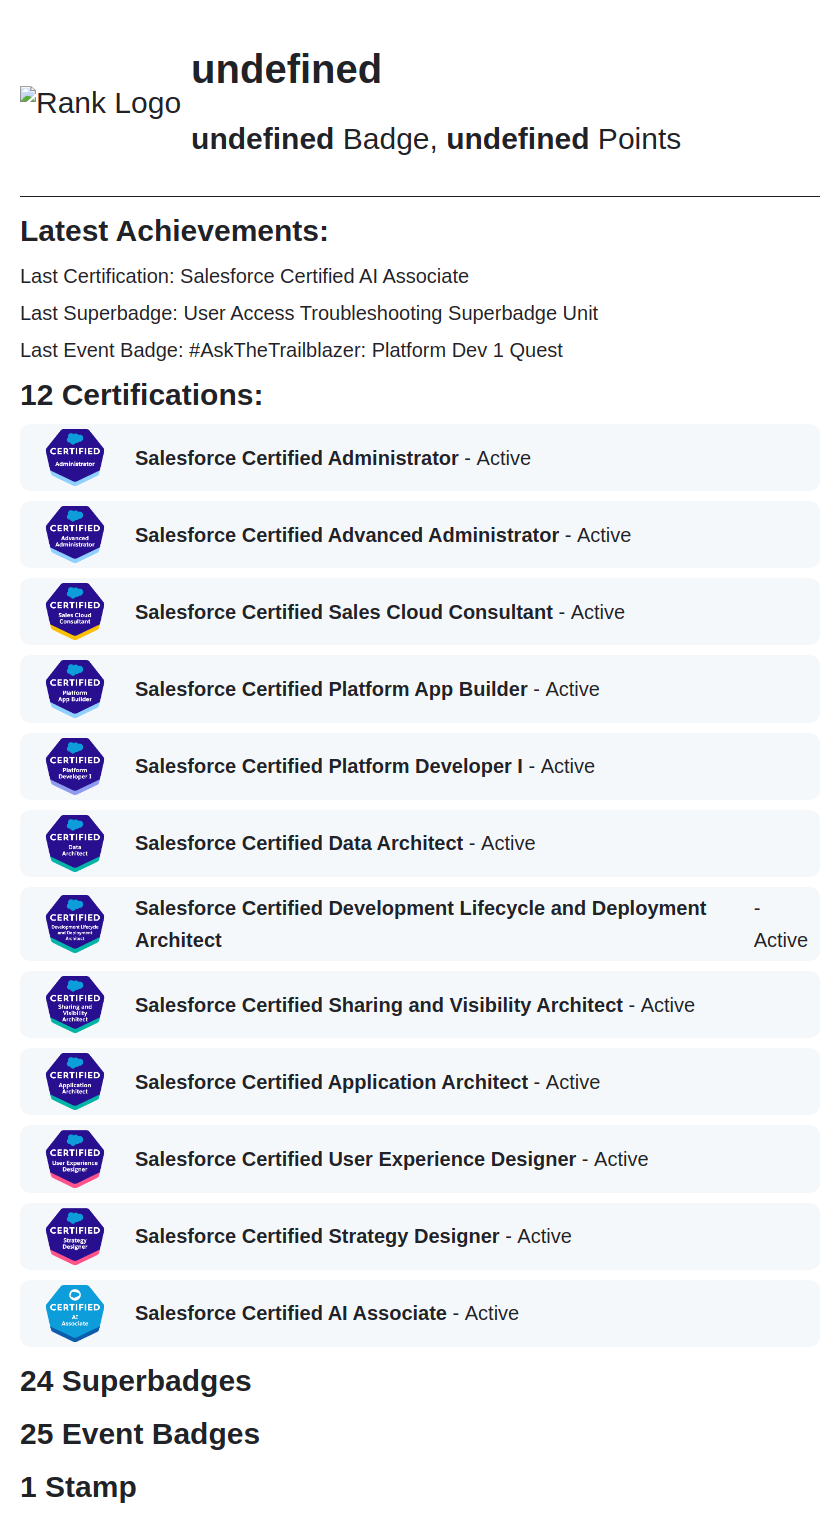 undefined
Rank Logo
undefined Badge, undefined Points
Latest Achievements:
Last Certification: Salesforce Certified AI Associate
Last Superbadge: User Access Troubleshooting Superbadge Unit
Last Event Badge: #AskTheTrailblazer: Platform Dev 1 Quest
12 Certifications:
CERTIFIED
Administrator
Salesforce Certified Administrator - Active
CERTIFIED
Advanced
Administrator
Salesforce Certified Advanced Administrator - Active
CERTIFIED
Sales Cloud
Consultant
Salesforce Certified Sales Cloud Consultant - Active
CERTIFIED
Platform
App Builder
Salesforce Certified Platform App Builder - Active
CERTIFIED
Platform
Developer I
Salesforce Certified Platform Developer I - Active
CERTIFIED
Data
Architect
Salesforce Certified Data Architect - Active
CERTIFIED
Development Lifecycle
and Deployment
Architect
Salesforce Certified Development Lifecycle and Deployment
Architect
-
Active
CERTIFIED
Sharing and
Visibility
Architect
Salesforce Certified Sharing and Visibility Architect - Active
CERTIFIED
Application
Architect
Salesforce Certified Application Architect - Active
CERTIFIED
User Experience
Designer
Salesforce Certified User Experience Designer - Active
CERTIFIED
Strategy
Designer
Salesforce Certified Strategy Designer - Active
CERTIFIED
AI
Associate
Salesforce Certified AI Associate - Active
24 Superbadges
25 Event Badges
1 Stamp